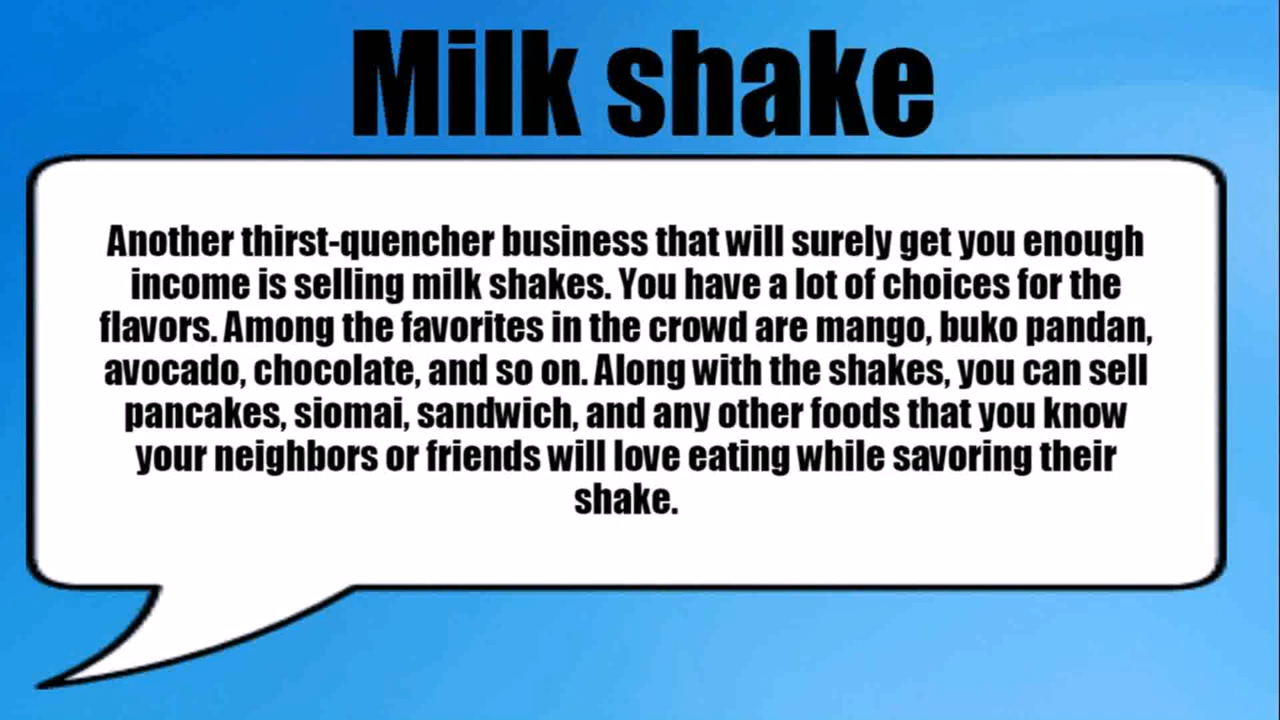 Milk shake
Another thirst-quencher business that will surely get you enough
income is selling milk shakes. You have a lot of choices for the
flavors. Among the favorites in the crowd are mango, buko pandan,
avocado, chocolate, and so on. Along with the shakes, you can sell
pancakes, siomai, sandwich, and any other foods that you know
your neighbors or friends will love eating while savoring their
shake.